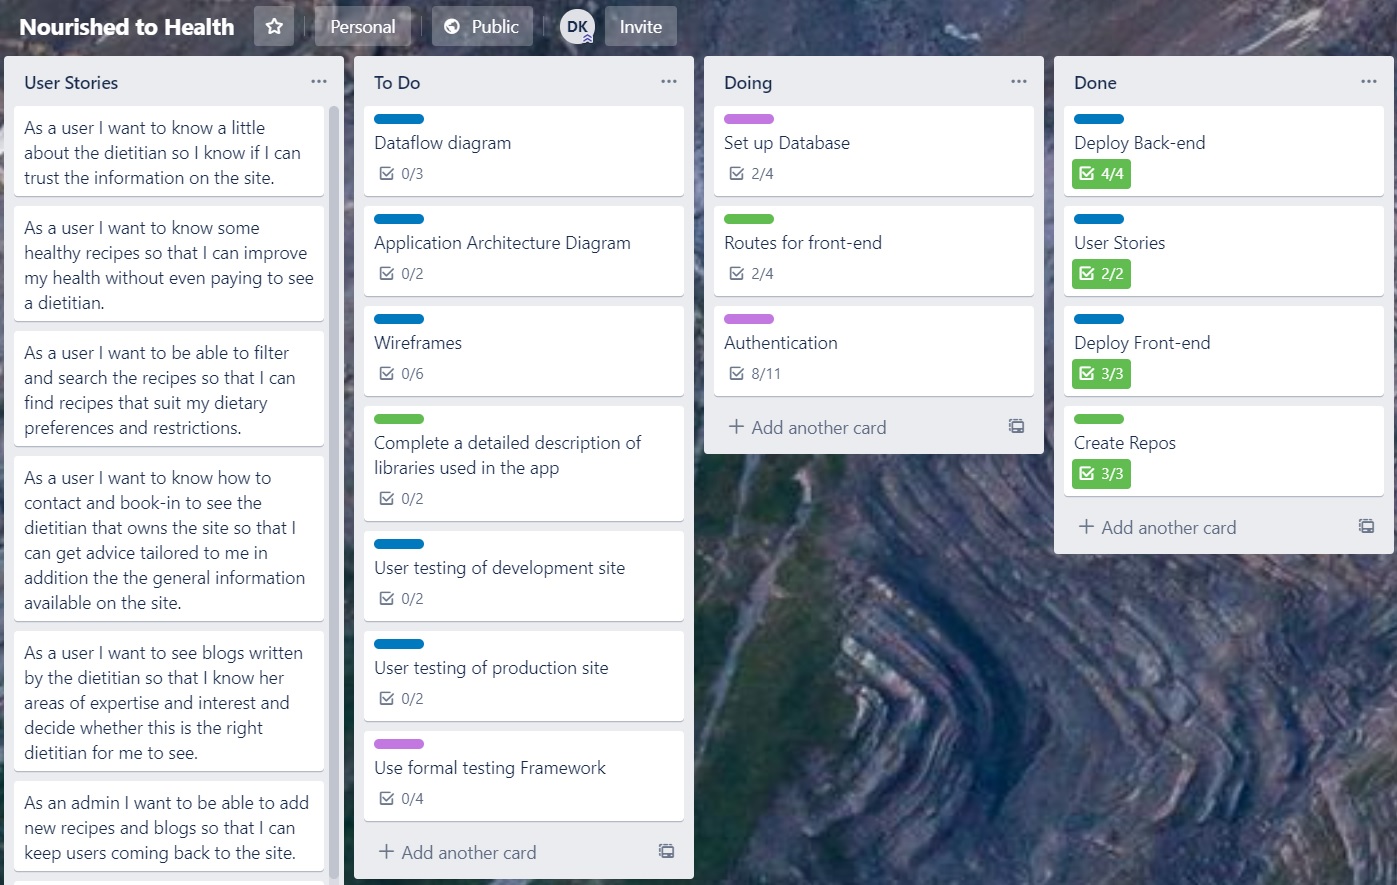 Nourished to Health
Personal
Public
DK
Invite
User Stories
As a user I want to know a little
about the dietitian so I know if I can
trust the information on the site.
As a user I want to know some
healthy recipes so that I can improve
my health without even paying to see
a dietitian.
As a user I want to be able to filter
and search the recipes so that I can
find recipes that suit my dietary
preferences and restrictions.
As a user I want to know how to
contact and book-in to see the
dietitian that owns the site so that I
can get advice tailored to me in
addition the the general information
available on the site.
As a user I want to see blogs written
by the dietitian so that I know her
areas of expertise and interest and
decide whether this is the right
dietitian for me to see.
As an admin I want to be able to add
new recipes and blogs so that I can
keep users coming back to the site.
To Do
Dataflow diagram
0/3
Application Architecture Diagram
0/2
Wireframes
0/6
Complete a detailed description of
libraries used in the app
0/2
User testing of development site
0/2
User testing of production site
0/2
Use formal testing Framework
0/4
Add another card
Doing
Set up Database
2/4
Routes for front-end
2/4
Authentication
8/11
Add another card
Done
Deploy Back-end
4/4
User Stories
2/2
Deploy Front-end
3/3
Create Repos
3/3
Add another card